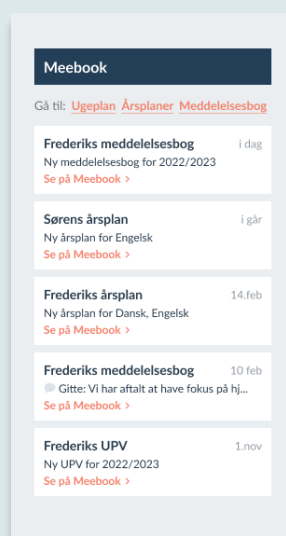 Meebook
Gå til: Ugeplan Årsplaner Meddelelsesbog
Frederiks meddelelsesbog i dag
Ny meddelelsesbog for 2022/2023
Se på Meebook >
Sørens årsplan i går
Ny årsplan for Engelsk
Se på Meebook >
Frederiks årsplan 14.feb
Ny årsplan for Dansk, Engelsk
Se på Meebook >
Frederiks meddelelsesbog 10 feb
Gitte: Vi har aftalt at have fokus på hj...
Se på Meebook >
Frederiks UPV 1.nov
Ny UPV for 2022/2023
Se på Meebook >